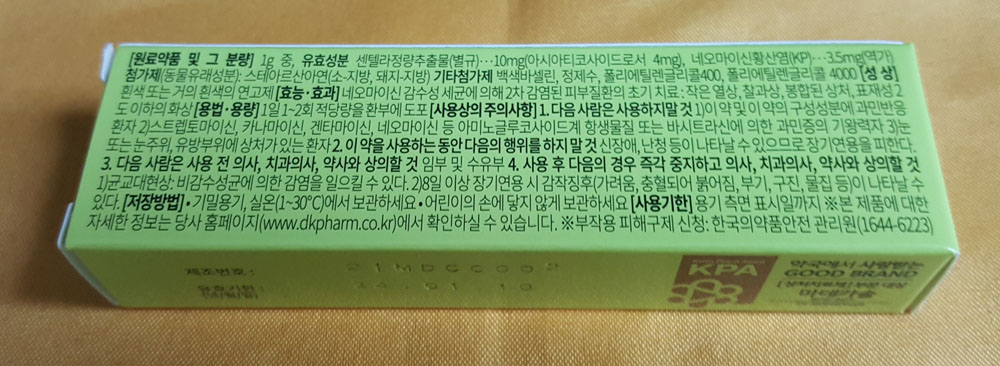 [원료약품 및 그 분량] 1g 중, 유효성분 센텔라정량추출물(별규)…10mg(아시아티코사이드로서 4mg), 네오마이신황산염(KP)…3.5mg(역가)
첨가제(동물유래성분): 스테아르산아연(소-지방, 돼지-지방) 기타첨가제 백색바셀린, 정제수, 폴리에틸렌글리콜400, 폴리에틸렌글리콜 4000 [성 상]
흰색 또는 거의 흰색의 연고제 [효능·효과] 네오마이신 감수성 세균에 의해 2차 감염된 피부질환의 초기 치료 : 작은 열상, 찰과상, 봉합된 상처, 표재성 2
도 이하의 화상 [용법·용량] 1일 1~2회 적당량을 환부에 도포 [사용상의 주의사항] 1. 다음 사람은 사용하지말 것 1)이 약 및 이 약의 구성성분에 과민반응
환자 2)스트렙토마이신, 카나마이신, 겐타마이신, 네오마이신 등 아미노글루코사이드계 항생물질 또는 바시트라신에 의한 과민증의 기왕력자 3)눈
또는 눈주위, 유방부위에 상처가 있는 환자 2. 이 약을 사용하는 동안 다음의 행위를 하지 말 것 신장애, 난청 등이 나타날 수 있으므로 장기연용을 피한다.
3. 다음 사람은 사용 전 의사, 치과의사, 약사와 상의할 것 임부 및 수유부 4. 사용 후 다음의 경우 즉각 중지하고 의사, 치과의사, 약사와 상의할 것
1)균교대현상: 비감수성균에 의한 감염을 일으킬 수 있다. 2)8일 이상 장기연용 시 감작징후(가려움, 충혈되어 붉어짐, 부기, 구진, 물집 등)이 나타날 수
있다. [저장방법] • 기밀용기, 실온(1~30℃)에서 보관하세요 • 어린이의 손에 닿지 않게 보관하세요 [사용기한] 용기 측면 표시일까지 ※본 제품에 대한
자세한 정보는 당사 홈페이지(www.dkpharm.co.kr)에서 확인하실 수 있습니다. ※부작용 피해구제 신청 : 한국의약품안전 관리원(1644-6223)
제조번호 :
유효기한 :
(년/월/일)
24. 01 10
KPA
약국에서 사랑받는
GOOD BRAND
[상처치료제] 부문 대상
마데카솔